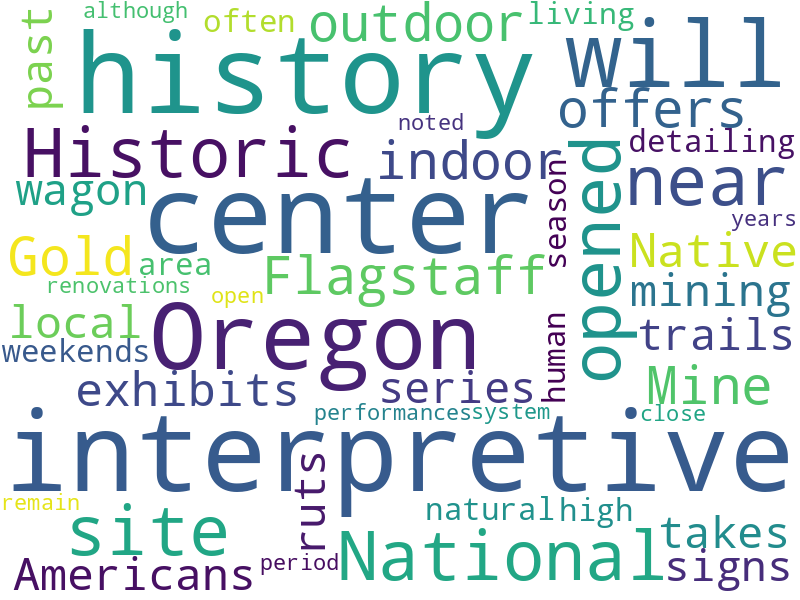 although often outdoor living
past history Will
offers
Historic noted indoor detailing
wagon center season opened near
years
Gold area Flagstaff Native
renovations open mining
local Oregon human trails
weekends
exhibits series Mine
performances system close
interpretive
remain ruts natural high
site National takes
Americans period signs